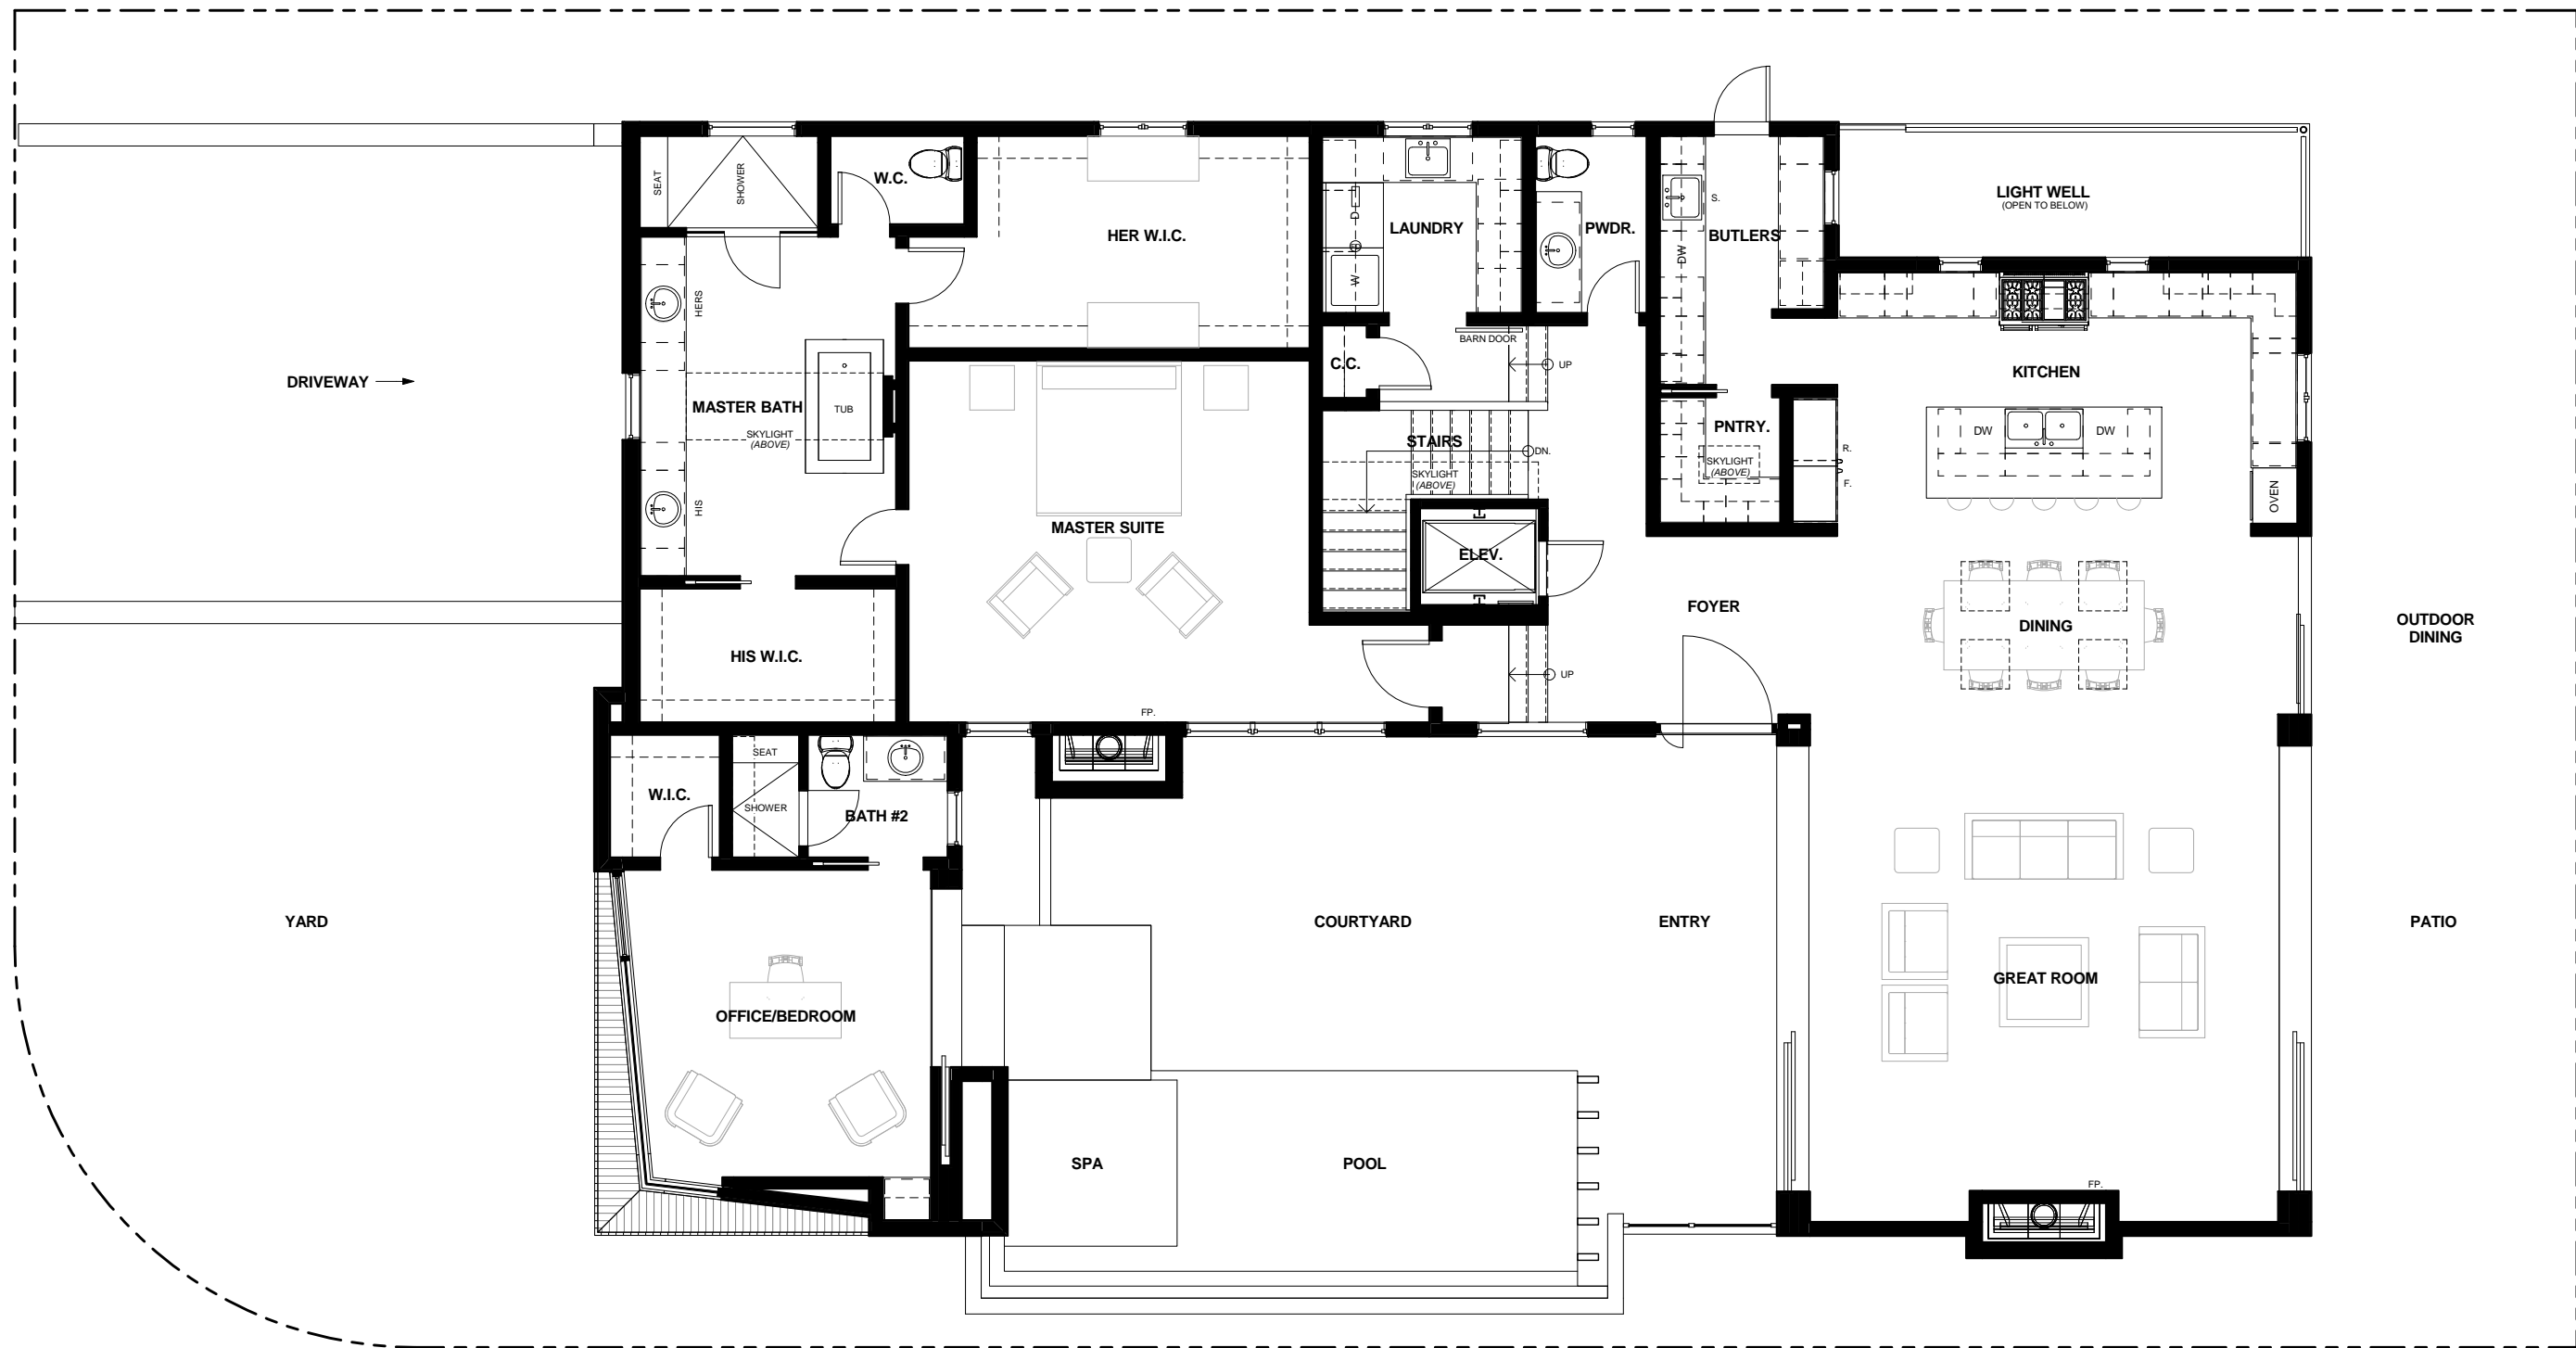 SEAT
SHOWER
W.C.
HER W.I.C.
LAUNDRY
D
W
PWDR.
S.
DW
BUTLERS
LIGHT WELL
(OPEN TO BELOW)
HERS
BARN DOOR
UP
C.C.
DRIVEWAY
MASTER BATH
SKYLIGHT
(ABOVE)
TUB
HIS
MASTER SUITE
STAIRS
DN.
SKYLIGHT
(ABOVE)
ELEV.
PNTRY.
SKYLIGHT
(ABOVE)
R.
F.
KITCHEN
DW
DW
OVEN
FOYER
DINING
OUTDOOR
DINING
HIS W.I.C.
UP
FP.
SEAT
SHOWER
W.I.C.
BATH #2
YARD
COURTYARD
ENTRY
PATIO
GREAT ROOM
OFFICE/BEDROOM
SPA
POOL
FP.